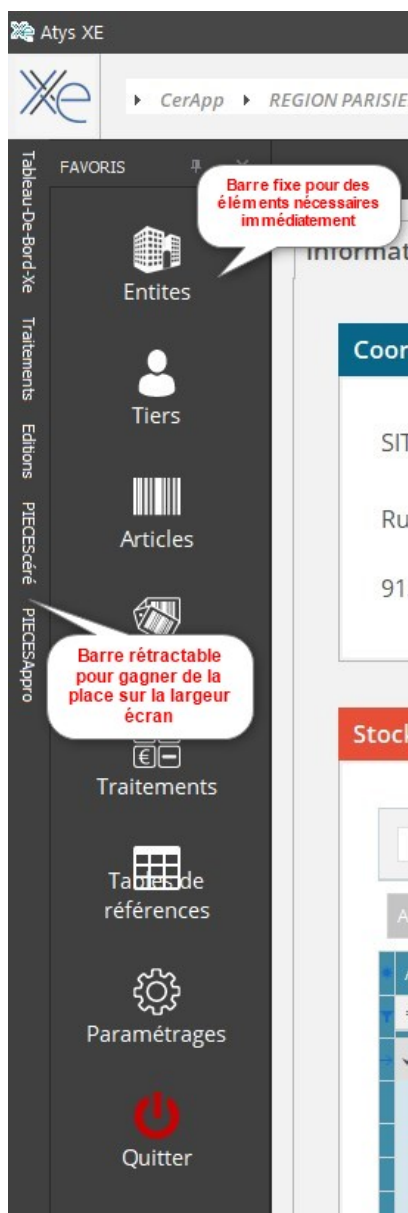 Atys XE
Xe
CerApp
REGION PARISIE
FAVORIS
Tableau-De-Bord-Xe
Traitements
Editions
PIECEScéré
PIECESAppro
Barre fixe pour des
éléments nécessaires
immédiatement
Entites
Tiers
Articles
Barre rétractable
pour gagner de la
place sur la largeur
écran
Traitements
Tables de
références
Paramétrages
Quitter
Informat
Coor
SIT
Ru
91
Stock
A